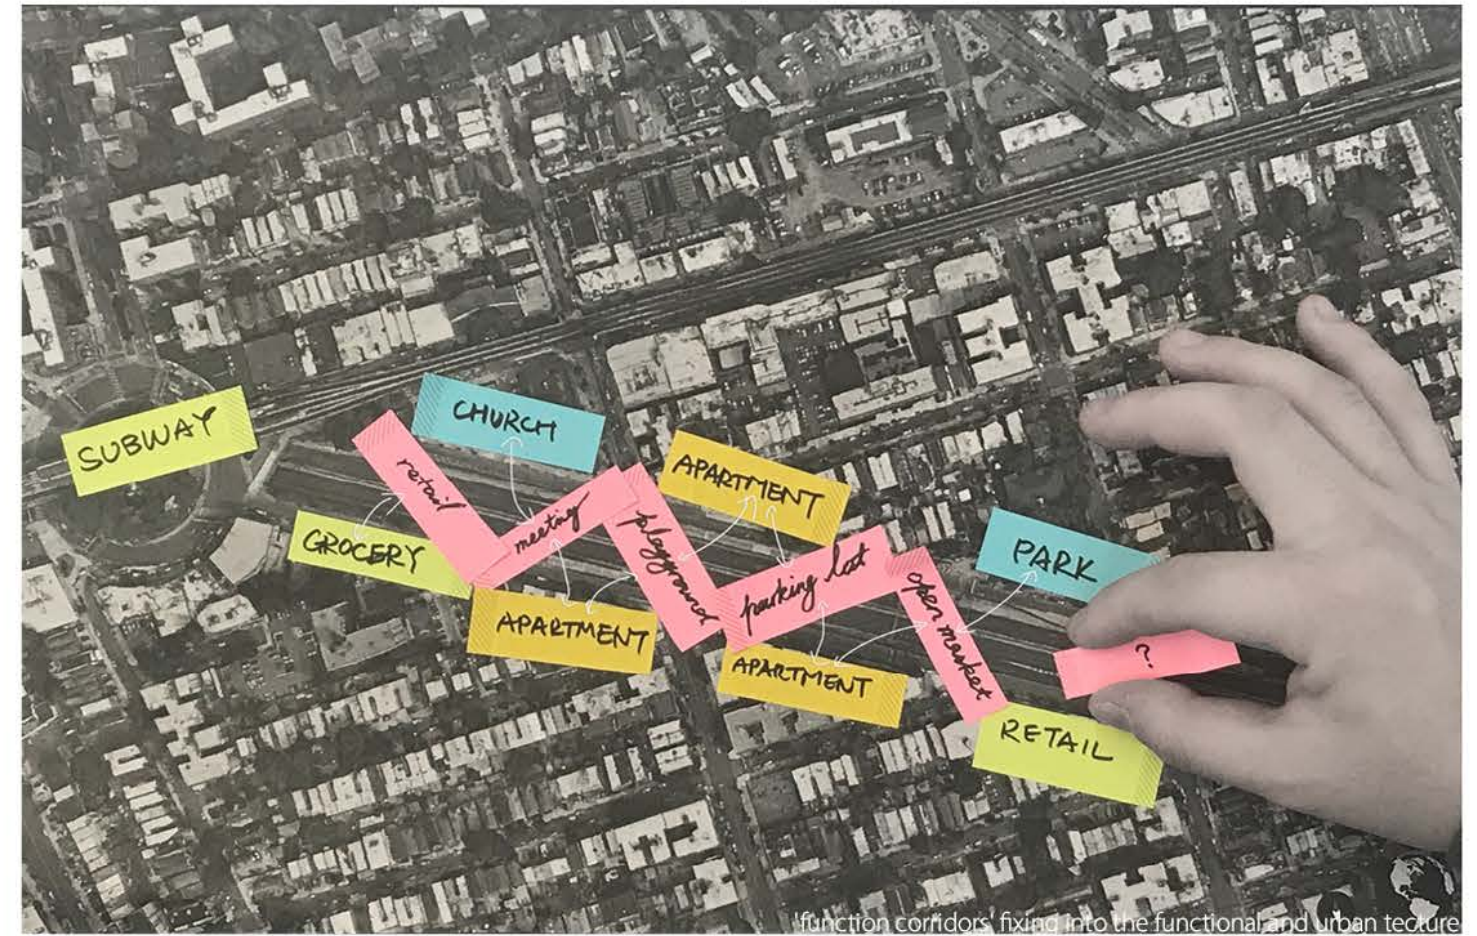 SUBWAY
CHURCH
retail
GROCERY
meeting
APARTMENT
playground
APARTMENT
parking lot
APARTMENT
open market
PARK
?
RETAIL
'function corridors' fixind into the functional and urban tecture